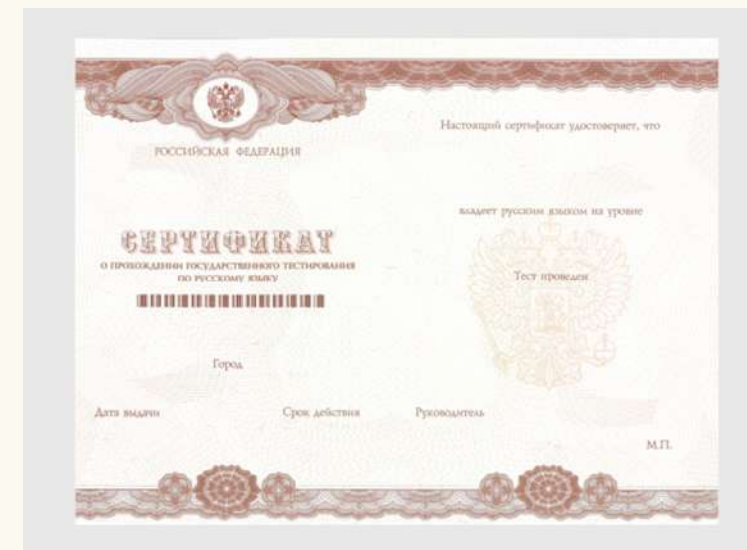 РОССИЙСКАЯ ФЕДЕРАЦИЯ
СЕРТИФИКАТ
О ПРОХОЖДЕНИИ ГОСУДАРСТВЕННОГО ТЕСТИРОВАНИЯ
ПО РУССКОМУ ЯЗЫКУ
Город
Дата выдачи
Срок действия
Настоящий сертификат удостоверяет, что
владеет русским языком на уровне
Тест проведен
Руководитель
М.П.